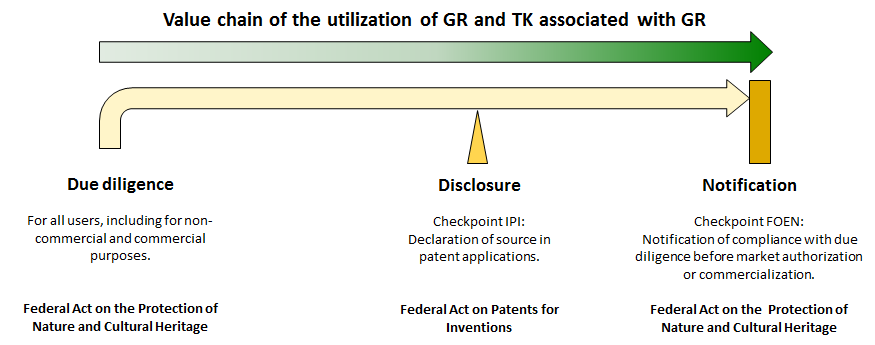 Value chain of the utilization of GR and TK associated with GR
Due diligence
For all users, including for non-
commercial and commercial
purposes.
Federal Act on the Protection of
Nature and Cultural Heritage
Disclosure
Checkpoint IPI:
Declaration of source in
patent applications.
Federal Act on Patents for
Inventions
Notification
Checkpoint FOEN:
Notification of compliance with due
diligence before market authorization
or commercialization.
Federal Act on the Protection of
Nature and Cultural Heritage